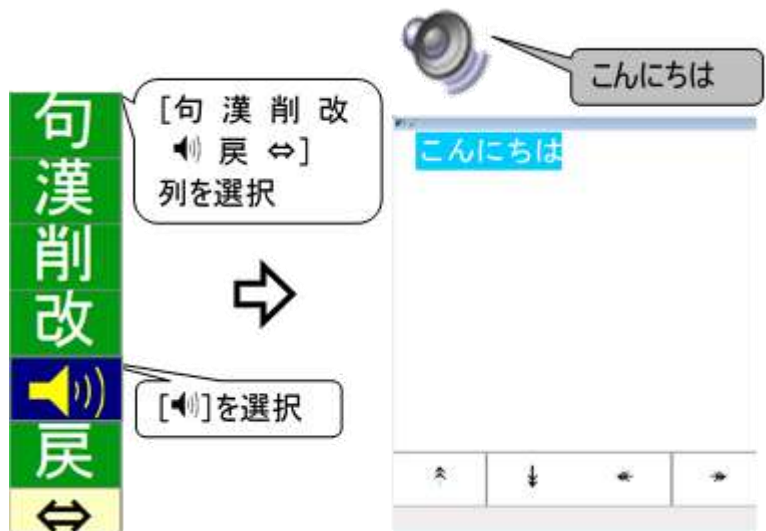 句
漢
削
改
戻
⇔
[句 漢 削 改
🔊 戻 ⇔]
列を選択
[🔊]を選択
こんにちは
こんにちは